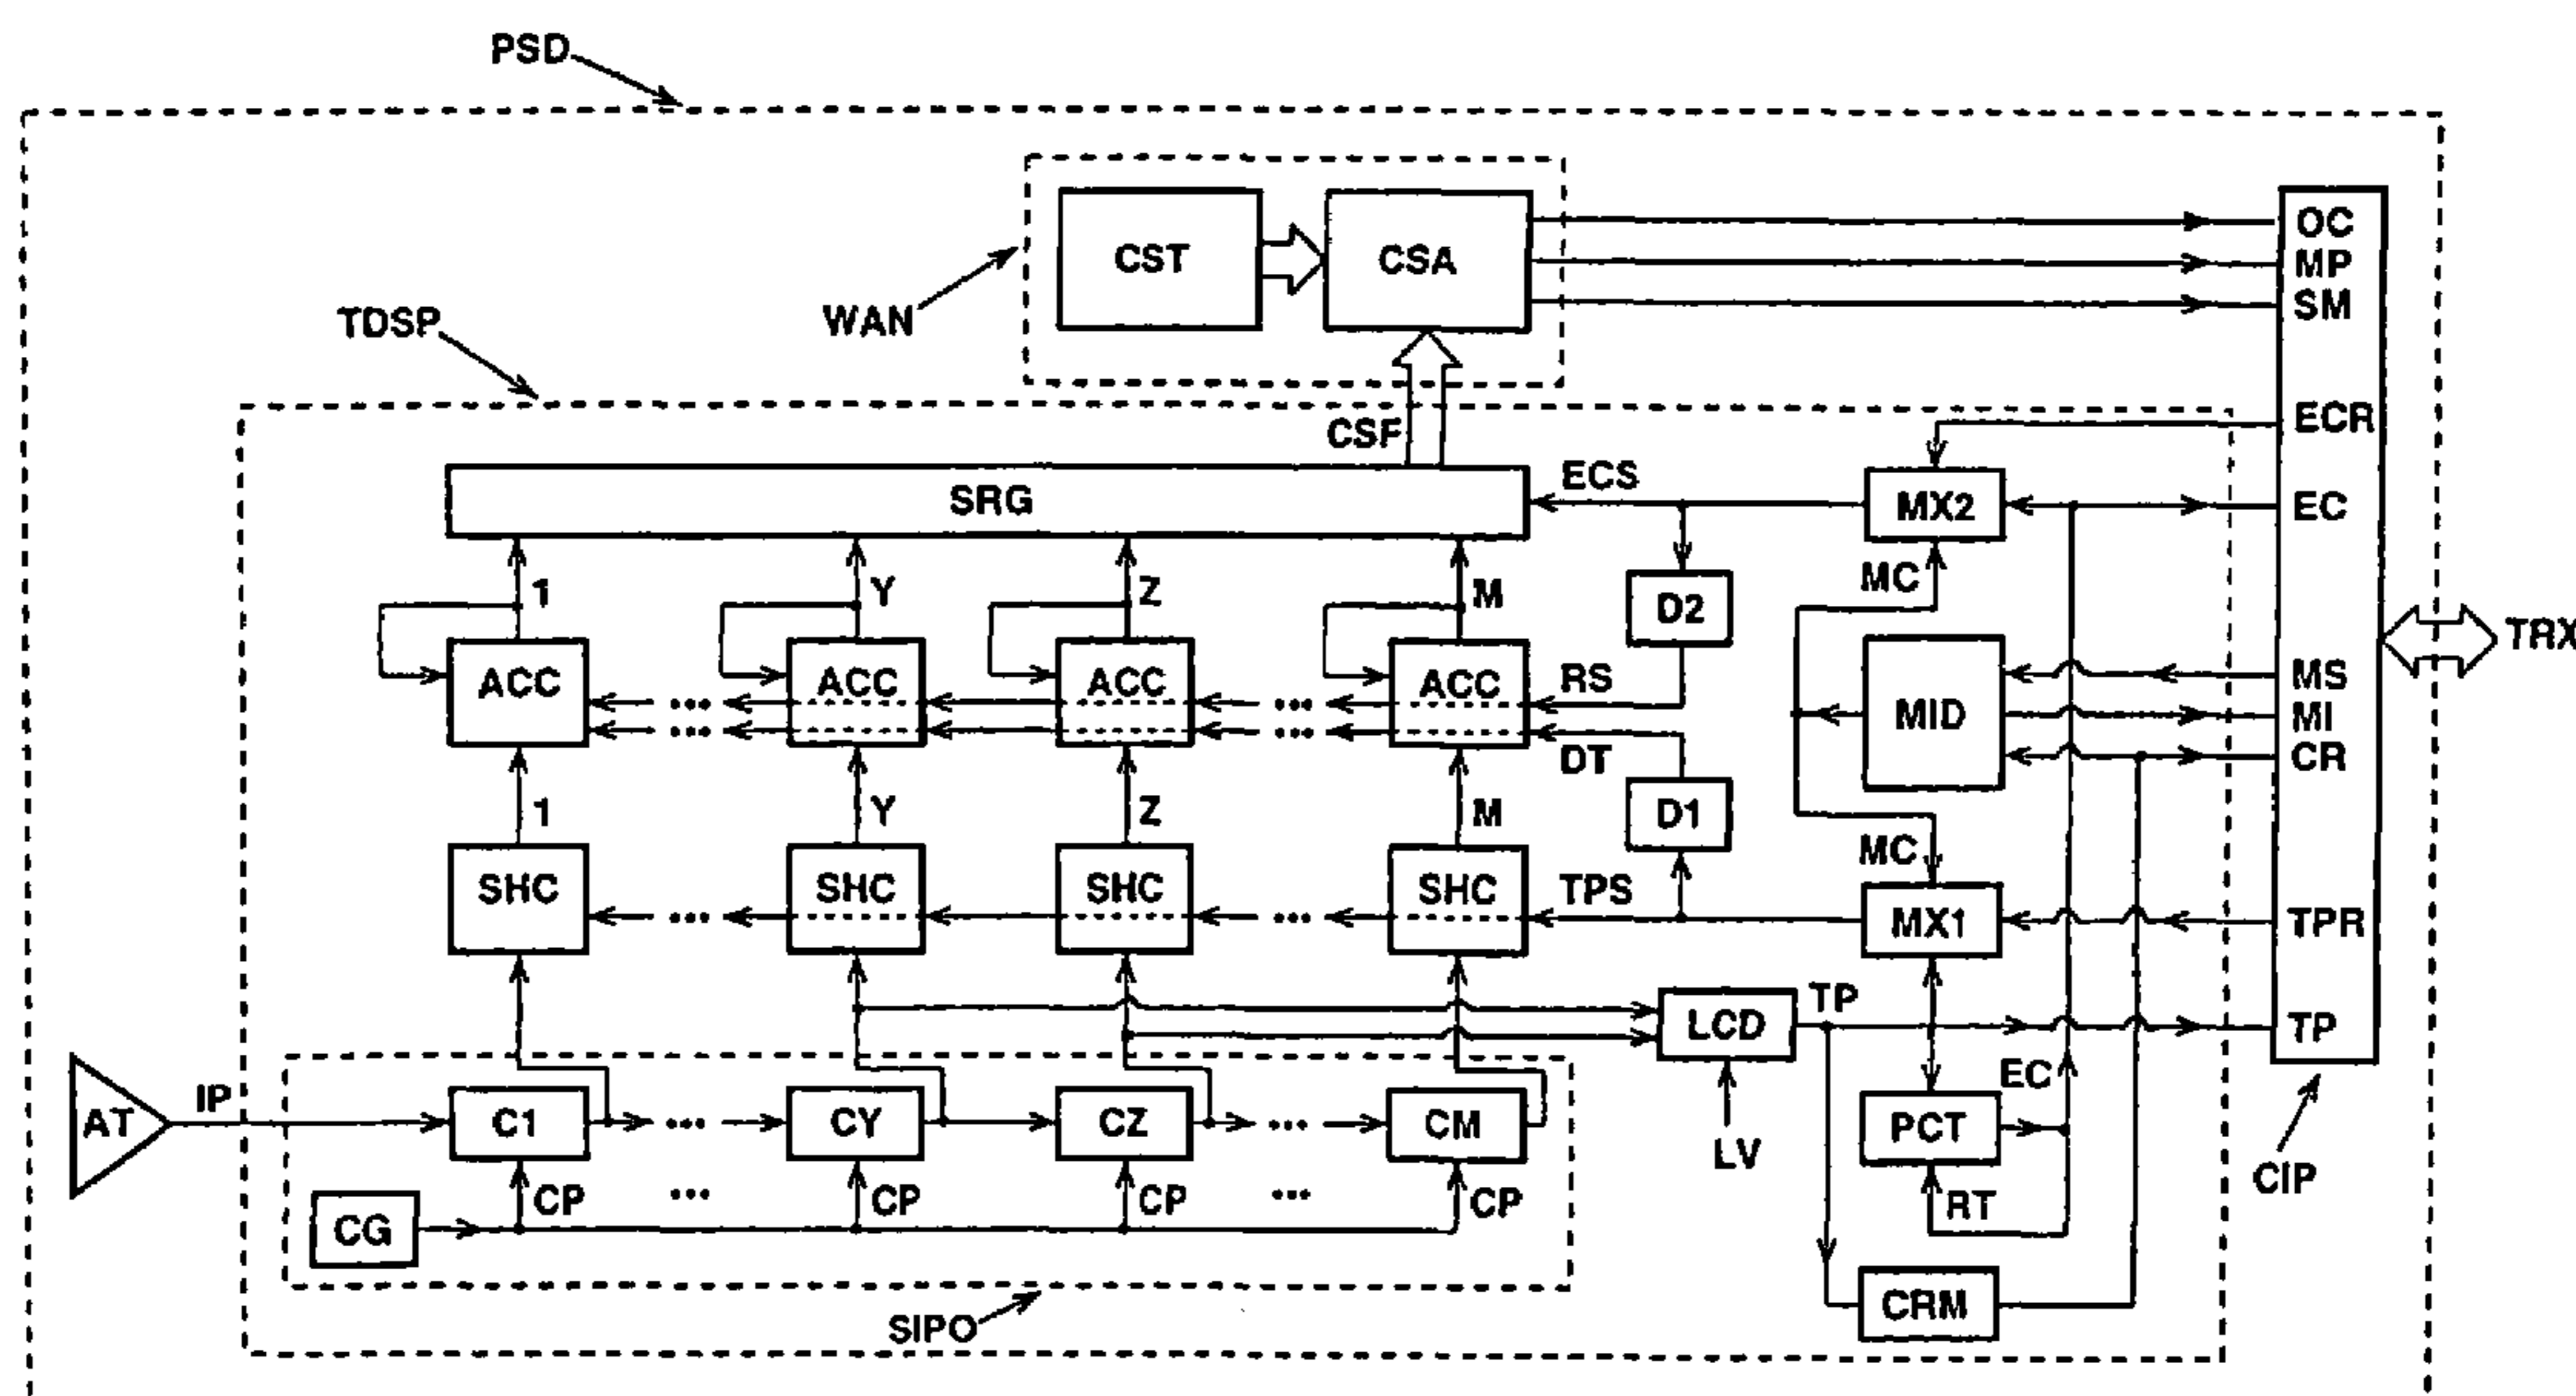 PSD
WAN
CST
CSA
OC
MP
SM
TDSP
CSF
ECR
SRG
ECS
MX2
EC
1
Y
Z
M
D2
MC
TRX
ACC
... ACC
ACC
... ACC
RS
DT
MID
MS
MI
CR
1
Y
Z
M
D1
MC
SHC
... SHC
SHC
... SHC
TPS
MX1
TPR
LCD
TP
TP
LV
AT
IP
C1
... CY
CZ
... CM
PCT
EC
RT
CIP
CG
CP
... CP
CP
... CP
CRM
SIPO